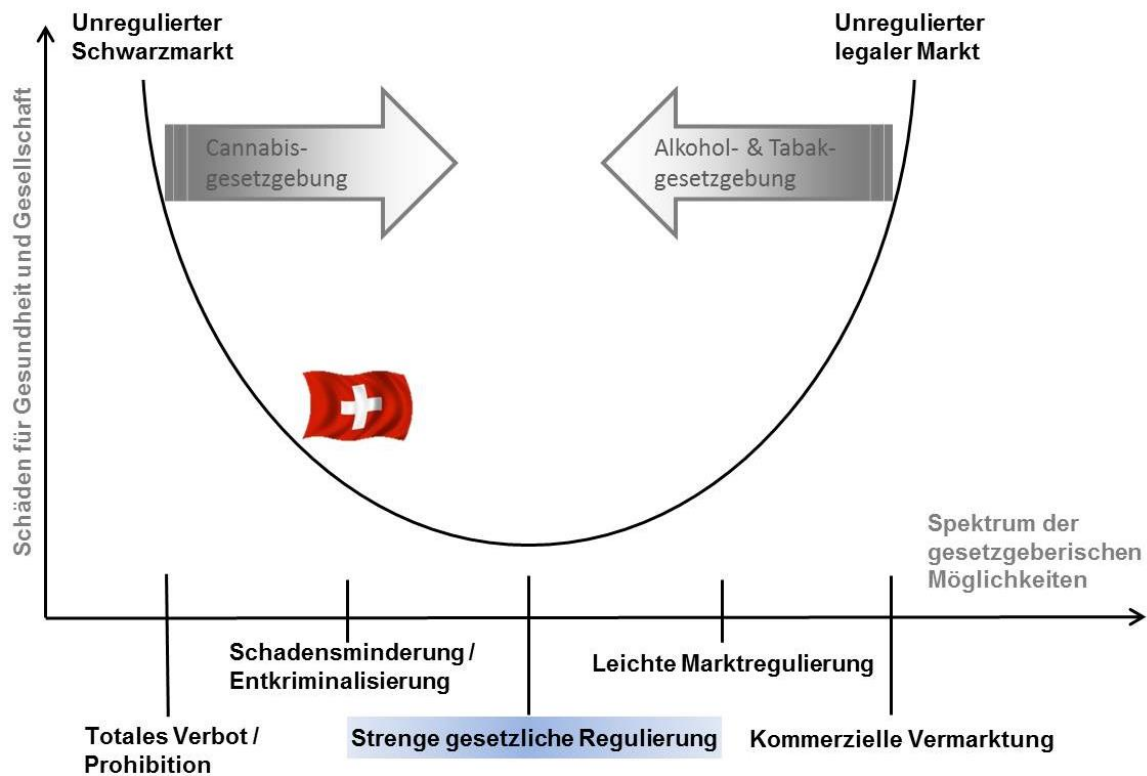 Unregulierter
Schwarzmarkt
Unregulierter
legaler Markt
Schäden für Gesundheit und Gesellschaft
Cannabis-
gesetzgebung
Alkohol- & Tabak-
gesetzgebung
Spektrum der
gesetzgeberischen
Möglichkeiten
Schadensminderung /
Entkriminalisierung
Leichte Marktregulierung
Totales Verbot /
Prohibition
Strenge gesetzliche Regulierung
Kommerzielle Vermarktung